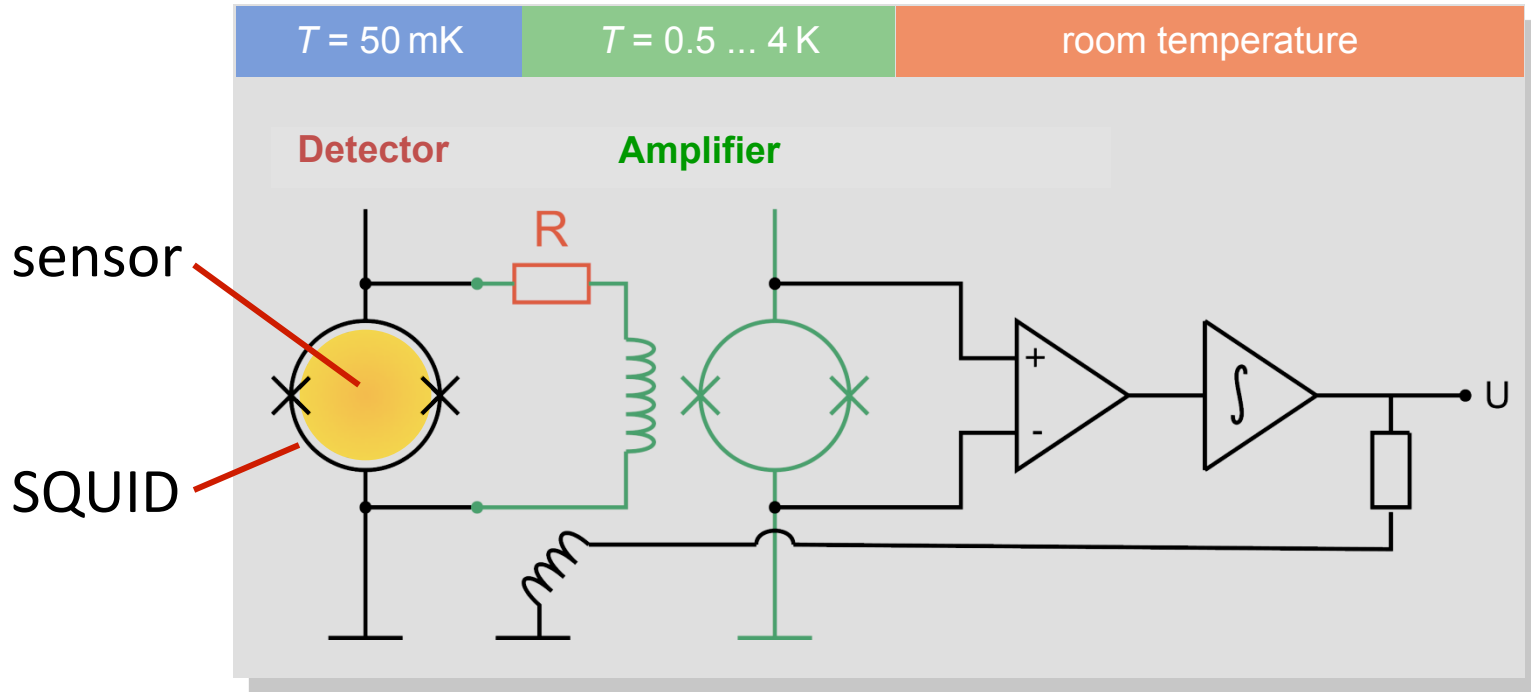 T = 50 mK
T = 0.5 ... 4 K
room temperature
Detector
Amplifier
R
sensor
+
∫
U
-
SQUID